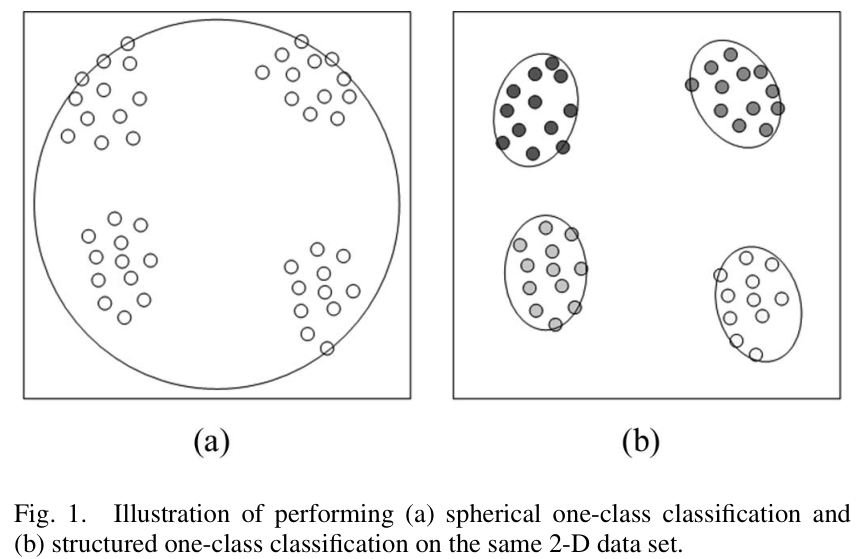 (a)
(b)
Fig. 1. Illustration of performing (a) spherical one-class classification and
(b) structured one-class classification on the same 2-D data set.